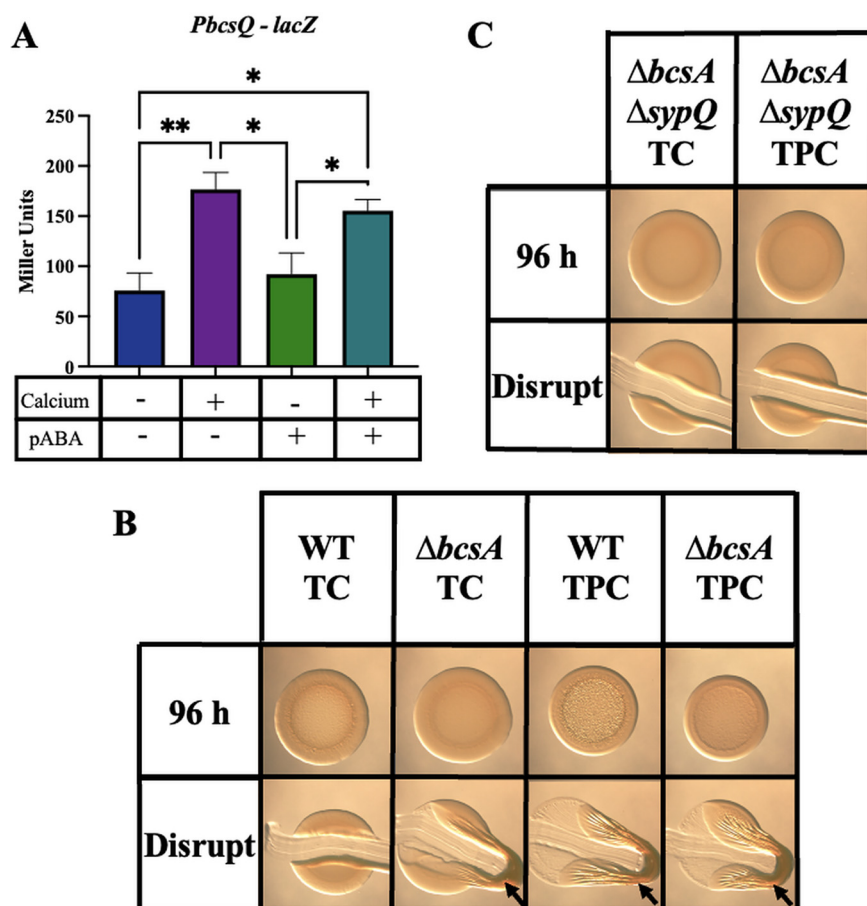 A
PbcsQ - lacZ
*
** *
*
250
200
150
100
50
0
Miller Units
Calcium - + - +
pABA - - + +
C
ΔbcsA ΔbcsA
ΔsypQ ΔsypQ
TC TPC
96 h
Disrupt
B
WT ΔbcsA WT ΔbcsA
TC TC TPC TPC
96 h
Disrupt